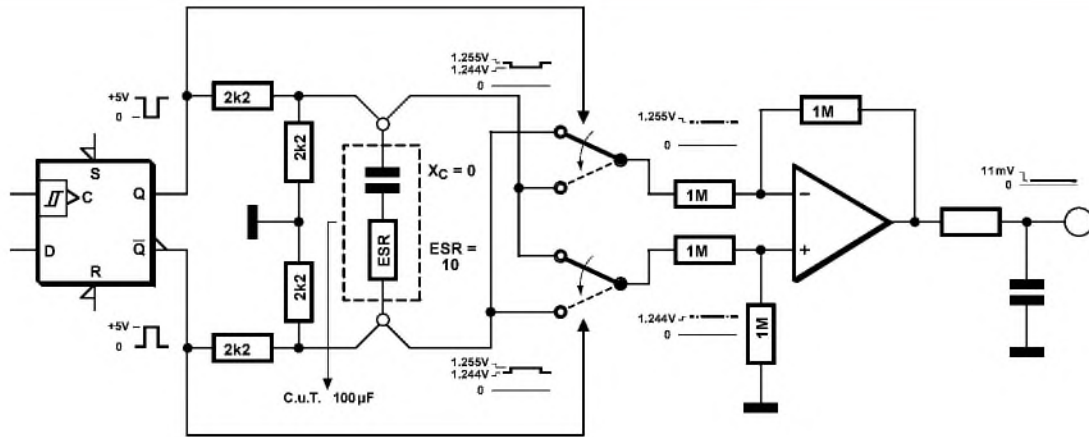 +5V
0
2k2
2k2
1.255V
1.244V
0
1.255V
0
1M
11mV
0
S
C
Q
D
Q̅
R
X_C = 0
ESR
ESR =
10
1M
−
1M
+
2k2
2k2
+5V
0
1.244V
0
1M
1.255V
1.244V
0
C.u.T. 100µF